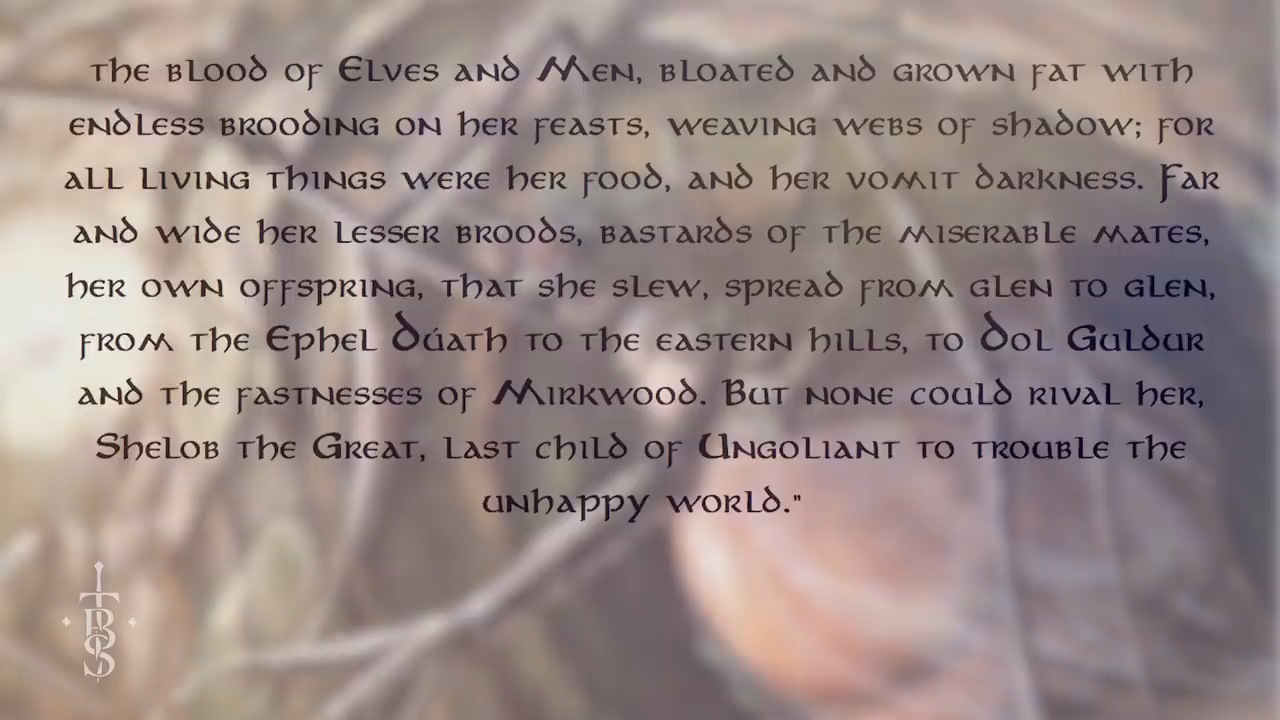 the blood of Elves and Men, bloated and grown fat with
endless brooding on her feasts, weaving webs of shadow; for
all living things were her food, and her vomit darkness. Far
and wide her lesser broods, bastards of the miserable mates,
her own offspring, that she slew, spread from glen to glen,
from the Ephel Dúath to the eastern hills, to Dol Guldur
and the fastnesses of Mirkwood. But none could rival her,
Shelob the Great, last child of Ungoliant to trouble the
unhappy world."
TBS